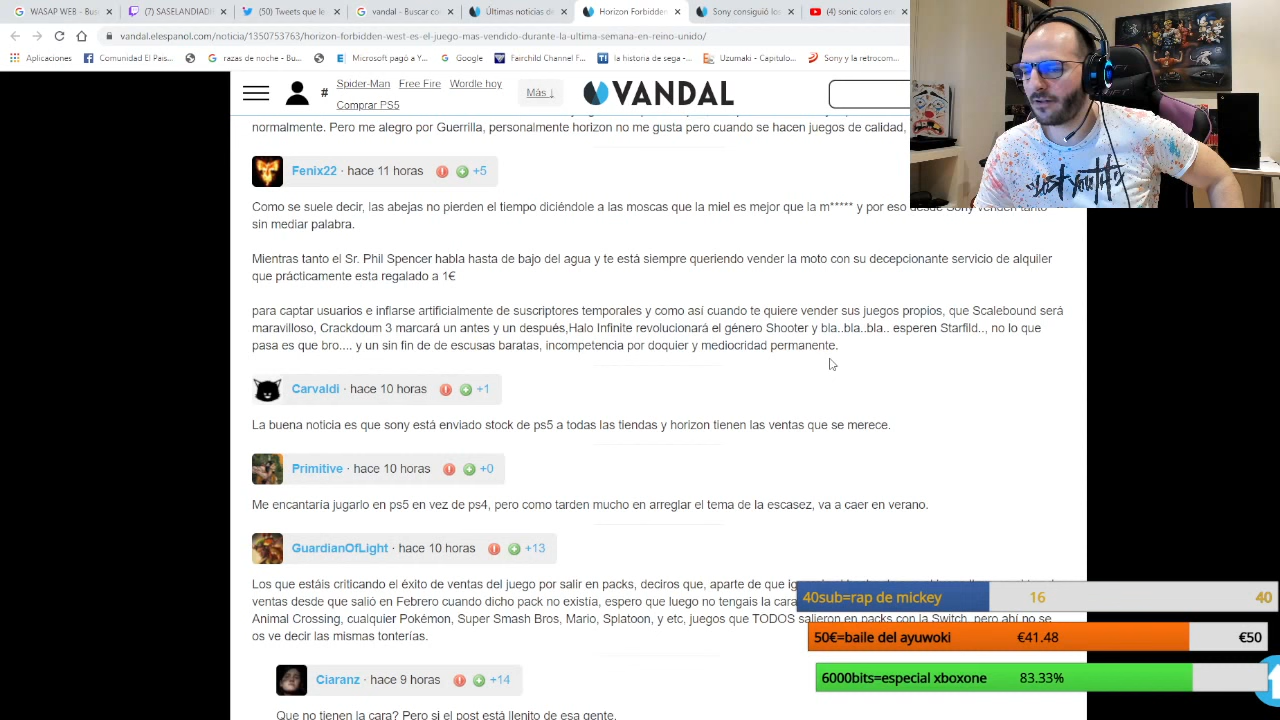 WASAP WEB - Bus
(7) SASELANDIADI
(50) Tweets que le
vandal - Buscar co
Últimas noticias de
Horizon Forbidden
Sony consiguió los
(4) sonic colors en
vandal.elespanol.com/noticia/1350753763/horizon-forbidden-west-es-el-juego-mas-vendido-durante-la-ultima-semana-en-reino-unido/
Aplicaciones
Comunidad El Pais...
razas de noche - Bu...
Microsoft pagó a Y...
Google
Fairchild Channel F...
la historia de sega -...
Uzumaki - Capitulo...
Sony y la retrocom...
# Spider-Man Free Fire Wordle hoy
Comprar PS5
Más ↓
VANDAL
normalmente. Pero me alegro por Guerrilla, personalmente horizon no me gusta pero cuando se hacen juegos de calidad,
Fenix22 · hace 11 horas +5
Como se suele decir, las abejas no pierden el tiempo diciéndole a las moscas que la miel es mejor que la m***** y por eso desde Sony venden tanto
sin mediar palabra.
Mientras tanto el Sr. Phil Spencer habla hasta de bajo del agua y te está siempre queriendo vender la moto con su decepcionante servicio de alquiler
que prácticamente esta regalado a 1€
para captar usuarios e inflarse artificialmente de suscriptores temporales y como así cuando te quiere vender sus juegos propios, que Scalebound será
maravilloso, Crackdoum 3 marcará un antes y un después,Halo Infinite revolucionará el género Shooter y bla..bla..bla.. esperen Starfild.., no lo que
pasa es que bro.... y un sin fin de de escusas baratas, incompetencia por doquier y mediocridad permanente.
Carvaldi · hace 10 horas +1
La buena noticia es que sony está enviado stock de ps5 a todas las tiendas y horizon tienen las ventas que se merece.
Primitive · hace 10 horas +0
Me encantaría jugarlo en ps5 en vez de ps4, pero como tarden mucho en arreglar el tema de la escasez, va a caer en verano.
GuardianOfLight · hace 10 horas +13
Los que estáis criticando el éxito de ventas del juego por salir en packs, deciros que, aparte de que
ventas desde que salió en Febrero cuando dicho pack no existía, espero que luego no tengais la cara
Animal Crossing, cualquier Pokémon, Super Smash Bros, Mario, Splatoon, y etc, juegos que TODOS salieron en packs con la Switch, pero ahí no se
os ve decir las mismas tonterías.
Ciaranz · hace 9 horas +14
Que no tienen la cara? Pero si el post está llenito de esa gente.
40sub=rap de mickey 16 40
50€=baile del ayuwoki €41.48 €50
6000bits=especial xboxone 83.33%